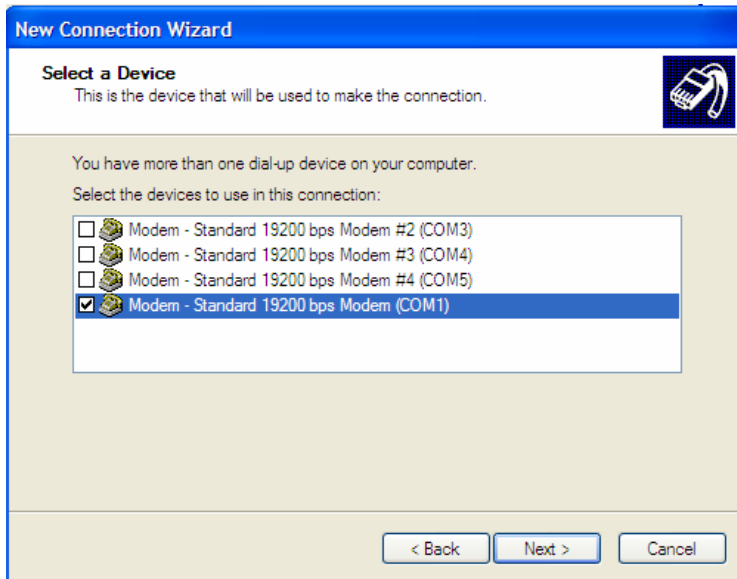 New Connection Wizard
Select a Device
This is the device that will be used to make the connection.
You have more than one dial-up device on your computer.
Select the devices to use in this connection:
Modem - Standard 19200 bps Modem #2 (COM3)
Modem - Standard 19200 bps Modem #3 (COM4)
Modem - Standard 19200 bps Modem #4 (COM5)
Modem - Standard 19200 bps Modem (COM1)
< Back Next > Cancel